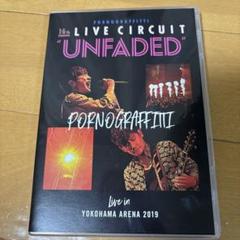 PORNOGRAFFITTI
16th LIVE CIRCUIT
"UNFADED"
PORNOGRAFFITTI
Live in
YOKOHAMA ARENA 2019